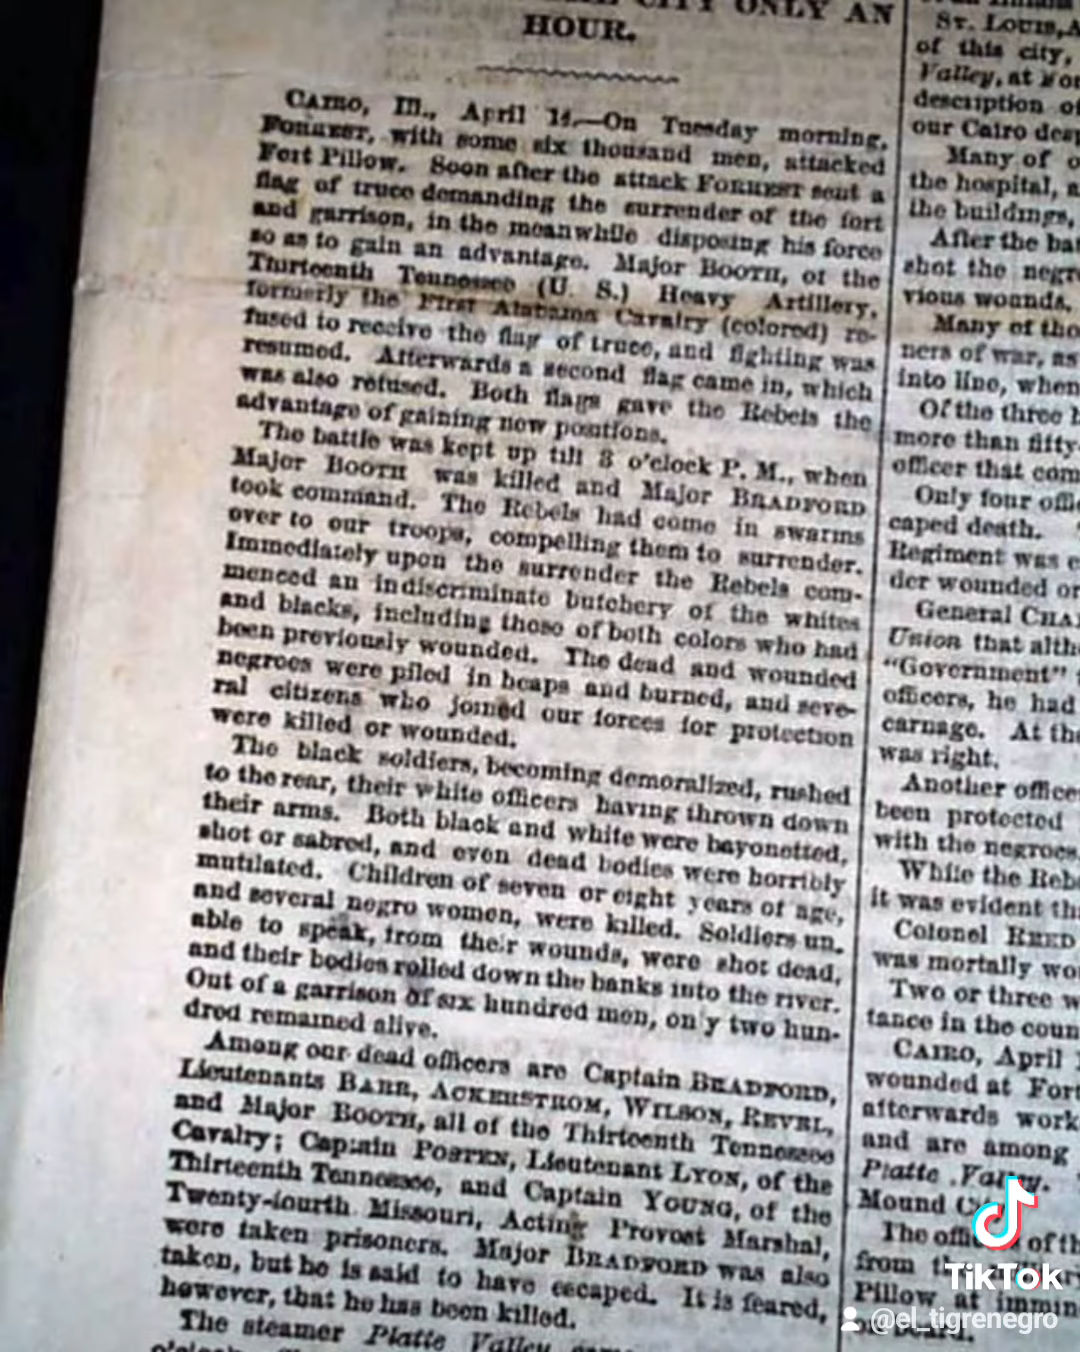 CITY ONLY AN
HOUR.
CAIRO, Ill., April 14.—On Tuesday morning,
FORREST, with some six thousand men, attacked
Fort Pillow. Soon after the attack FORREST sent a
flag of truce demanding the surrender of the fort
and garrison, in the meanwhile disposing his force
so as to gain an advantage. Major BOOTH, of the
Thirteenth Tennessee (U. S.) Heavy Artillery,
formerly the First Alabama Cavalry (colored) re-
fused to receive the flag of truce, and fighting was
resumed. Afterwards a second flag came in, which
was also refused. Both flags gave the Rebels the
advantage of gaining new positions.
The battle was kept up till 3 o'clock P. M., when
Major BOOTH was killed and Major BRADFORD
took command. The Rebels had come in swarms
over to our troops, compelling them to surrender.
Immediately upon the surrender the Rebels com-
menced an indiscriminate butchery of the whites
and blacks, including those of both colors who had
been previously wounded. The dead and wounded
negroes were piled in heaps and burned, and seve-
ral citizens who joined our forces for protection
were killed or wounded.
The black soldiers, becoming demoralized, rushed
to the rear, their white officers having thrown down
their arms. Both black and white were bayonetted,
shot or sabred, and even dead bodies were horribly
mutilated. Children of seven or eight years of age,
and several negro women, were killed. Soldiers un.
able to speak, from their wounds, were shot dead,
and their bodies rolled down the banks into the river.
Out of a garrison of six hundred men, on'y two hun-
dred remained alive.
Among our dead officers are Captain BRADFORD,
Lieutenants BARR, ACKERSTROM, WILSON, REVEL,
and Major BOOTH, all of the Thirteenth Tennessee
Cavalry; Captain POSTEN, Lieutenant LYON, of the
Thirteenth Tennessee, and Captain YOUNG, of the
Twenty-fourth Missouri, Acting Provost Marshal,
were taken prisoners. Major BRADFORD was also
taken, but he is said to have escaped. It is feared,
however, that he has been killed.
The steamer Platte Valley came
o'clock
ST. LOUIS, A
of this city,
Valley, at
description of
our Cairo desp
Many of
the hospital, a
the buildings,
After the bat
shot the negr
vious wounds.
Many of tho
ners of war, as
into line, when
Of the three h
more than fifty-
officer that com
Only four offi
caped death.
Regiment was
der wounded or
General CHA
Union that alth
"Government"
officers, he had
carnage. At the
was right.
Another office
been protected
with the negroes.
While the Rebe
it was evident th
Colonel REED
was mortally wo
Two or three w
tance in the coun
CAIRO, April
wounded at Fort
afterwards work
and are among
Platte Valley.
Mound
The of th
from
Pillow
TikTok
@el_tigrenegro